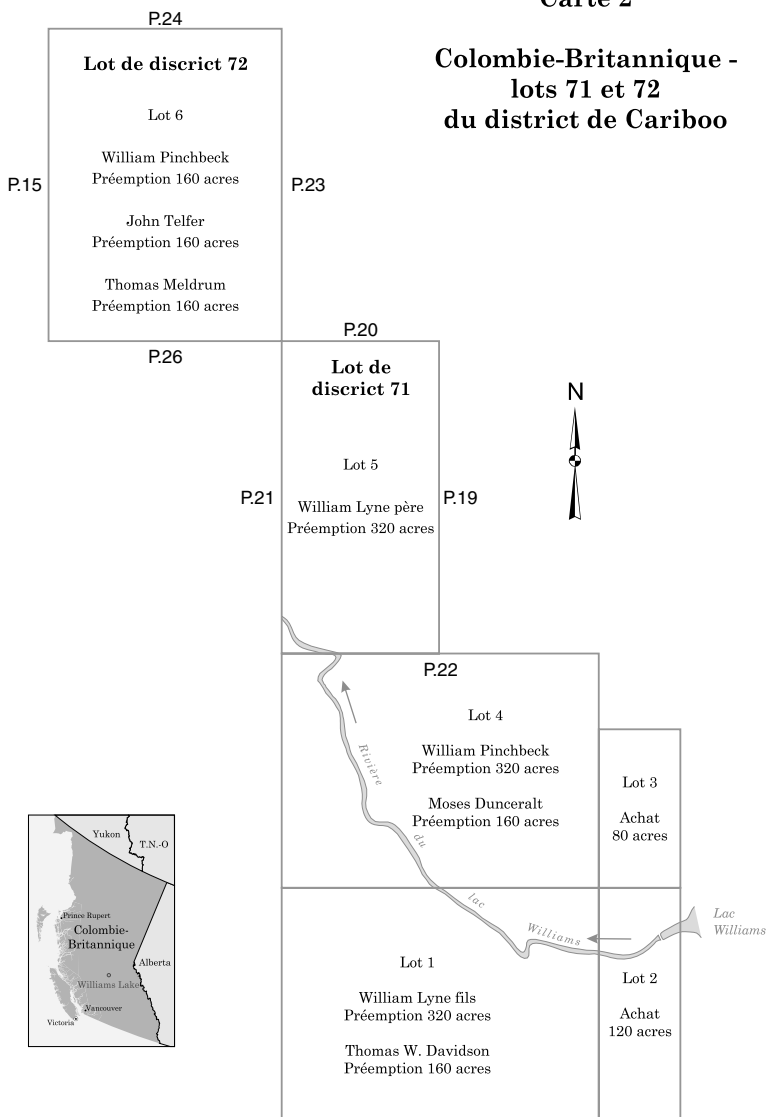 Carte 2
Colombie-Britannique -
lots 71 et 72
du district de Cariboo
P.24
Lot de discrict 72
Lot 6
William Pinchbeck
Préemption 160 acres
John Telfer
Préemption 160 acres
Thomas Meldrum
Préemption 160 acres
P.15
P.23
P.26
P.20
Lot de
discrict 71
Lot 5
William Lyne père
Préemption 320 acres
P.21
P.19
N
P.22
Lot 4
William Pinchbeck
Préemption 320 acres
Moses Dunceralt
Préemption 160 acres
Lot 3
Achat
80 acres
Rivière
du
lac
Williams
Lac
Williams
Lot 1
William Lyne fils
Préemption 320 acres
Thomas W. Davidson
Préemption 160 acres
Lot 2
Achat
120 acres
Yukon
T.N.-O
Prince Rupert
Colombie-
Britannique
Alberta
Williams Lake
Vancouver
Victoria